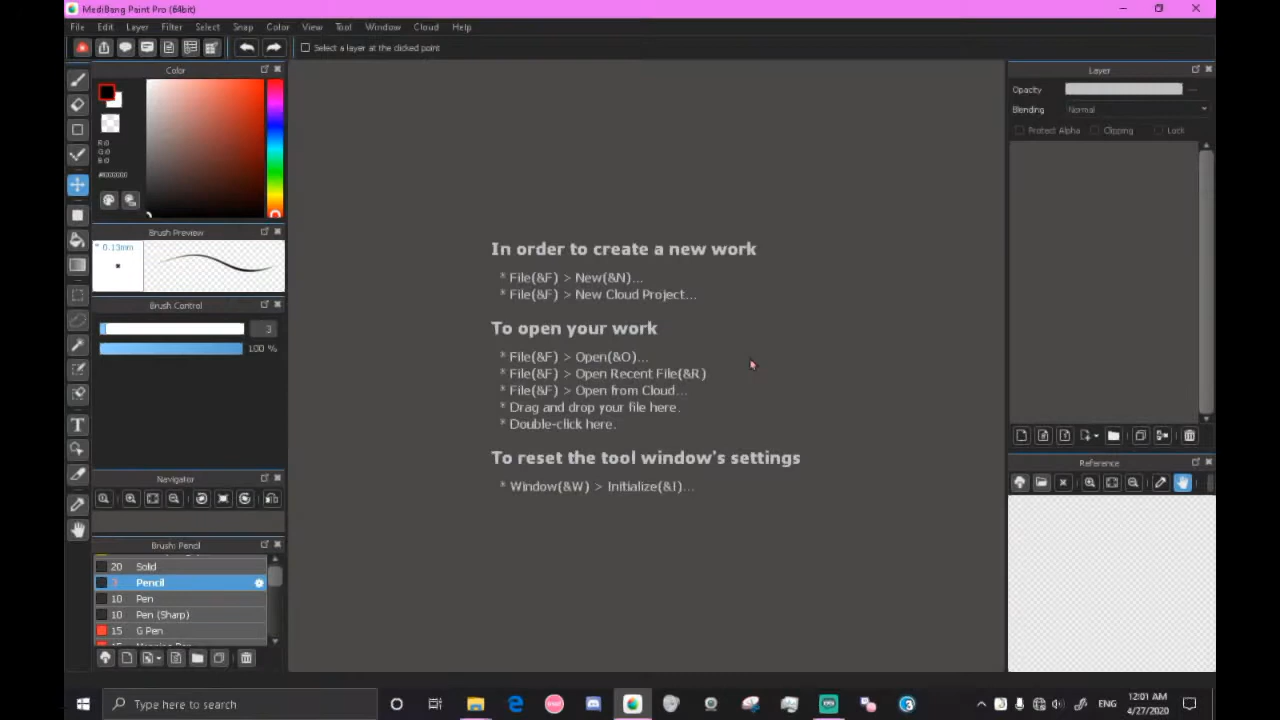 MediBang Paint Pro (64bit)
File Edit Layer Filter Select Snap Color View Tool Window Cloud Help
Select a layer at the clicked point
Color
R:0
G:0
B:0
#000000
Brush Preview
* 0.13mm
Brush Control
3
100 %
Navigator
Brush: Pencil
20 Solid
3 Pencil
10 Pen
10 Pen (Sharp)
15 G Pen
In order to create a new work
* File(&F) > New(&N)...
* File(&F) > New Cloud Project...
To open your work
* File(&F) > Open(&O)...
* File(&F) > Open Recent File(&R)
* File(&F) > Open from Cloud...
* Drag and drop your file here.
* Double-click here.
To reset the tool window's settings
* Window(&W) > Initialize(&I)...
Layer
Opacity
Blending Normal
Protect Alpha Clipping Lock
Reference
Type here to search
ENG
12:01 AM
4/27/2020